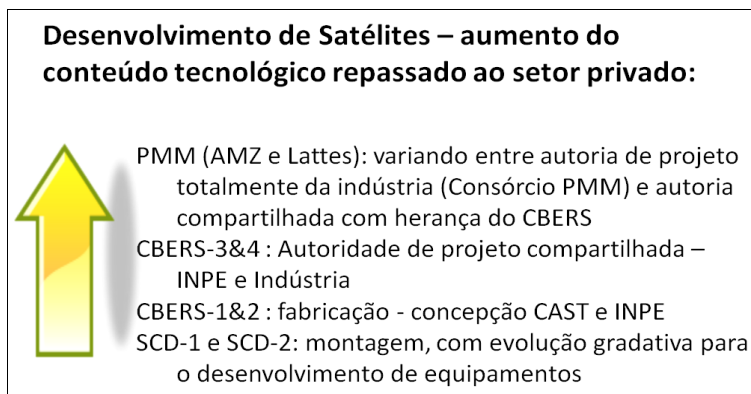 Desenvolvimento de Satélites – aumento do
conteúdo tecnológico repassado ao setor privado:
PMM (AMZ e Lattes): variando entre autoria de projeto
totalmente da indústria (Consórcio PMM) e autoria
compartilhada com herança do CBERS
CBERS-3&4 : Autoridade de projeto compartilhada –
INPE e Indústria
CBERS-1&2 : fabricação - concepção CAST e INPE
SCD-1 e SCD-2: montagem, com evolução gradativa para
o desenvolvimento de equipamentos